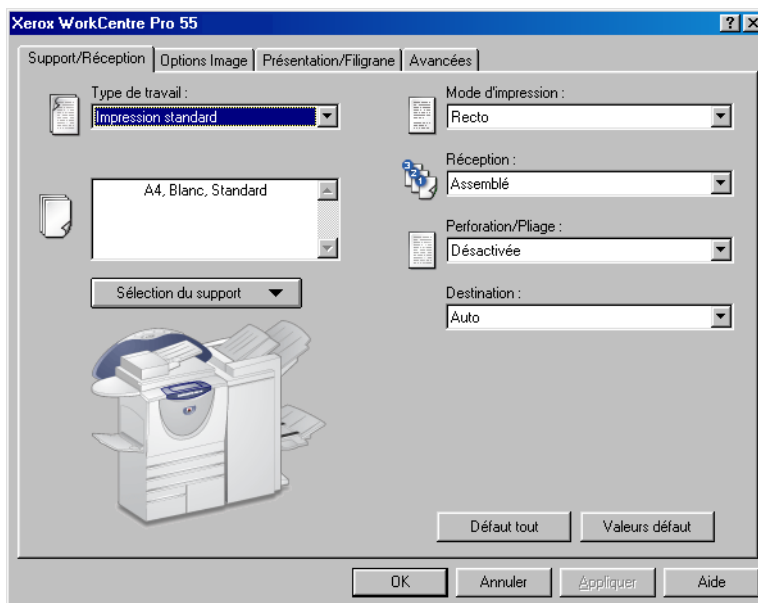 Xerox WorkCentre Pro 55
Support/Réception
Options Image
Présentation/Filigrane
Avancées
Type de travail :
Impression standard
A4, Blanc, Standard
Sélection du support
Mode d'impression :
Recto
Réception :
Assemblé
Perforation/Pliage :
Désactivée
Destination :
Auto
Défaut tout
Valeurs défaut
OK
Annuler
Appliquer
Aide